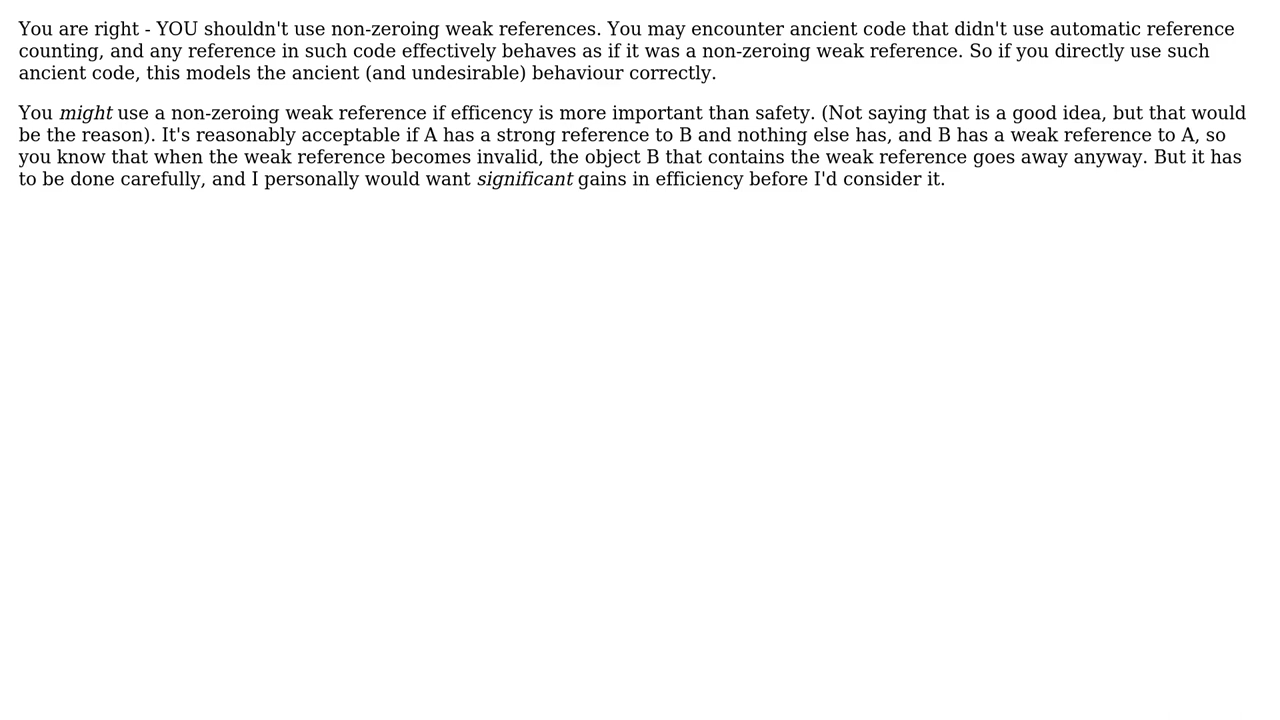 You are right - YOU shouldn't use non-zeroing weak references. You may encounter ancient code that didn't use automatic reference
counting, and any reference in such code effectively behaves as if it was a non-zeroing weak reference. So if you directly use such
ancient code, this models the ancient (and undesirable) behaviour correctly.
You might use a non-zeroing weak reference if efficency is more important than safety. (Not saying that is a good idea, but that would
be the reason). It's reasonably acceptable if A has a strong reference to B and nothing else has, and B has a weak reference to A, so
you know that when the weak reference becomes invalid, the object B that contains the weak reference goes away anyway. But it has
to be done carefully, and I personally would want significant gains in efficiency before I'd consider it.